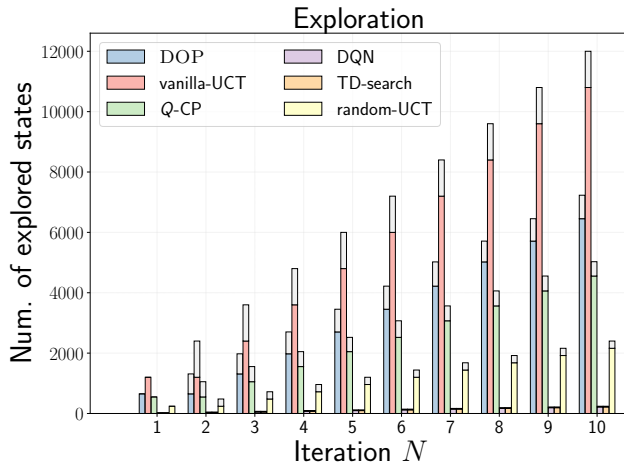 Exploration
Num. of explored states
12000
10000
8000
6000
4000
2000
0
DOP
vanilla-UCT
Q-CP
DQN
TD-search
random-UCT
1 2 3 4 5 6 7 8 9 10
Iteration N